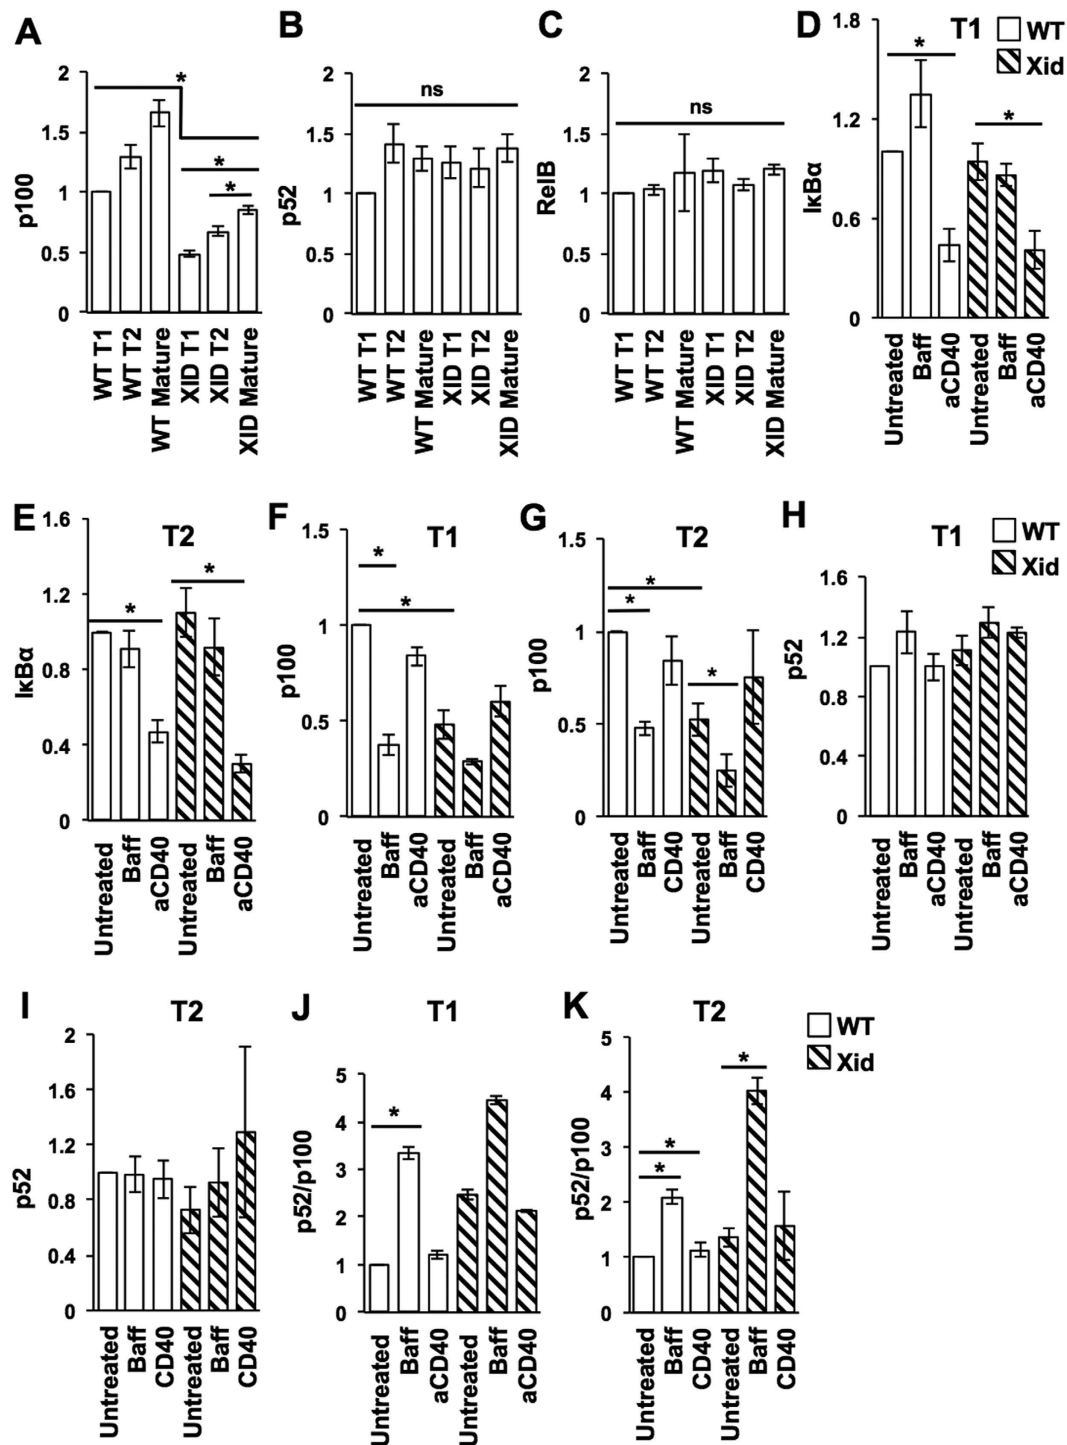 A
2
1.5
1
0.5
0
p100
*
*
*
WT T1
WT T2
WT Mature
XID T1
XID T2
XID Mature
B
2
1.5
1
0.5
0
p52
ns
WT T1
WT T2
WT Mature
XID T1
XID T2
XID Mature
C
2
1.5
1
0.5
0
RelB
ns
WT T1
WT T2
WT Mature
XID T1
XID T2
XID Mature
D
T1
WT
Xid
1.8
1.2
0.6
0
IκBα
*
*
Untreated
Baff
aCD40
Untreated
Baff
aCD40
E
T2
1.6
1.2
0.8
0.4
0
IκBα
*
*
Untreated
Baff
aCD40
Untreated
Baff
aCD40
F
T1
1.5
1
0.5
0
p100
*
*
Untreated
Baff
aCD40
Untreated
Baff
aCD40
G
T2
1.5
1
0.5
0
p100
*
*
*
Untreated
Baff
CD40
Untreated
Baff
CD40
H
T1
WT
Xid
1.6
1.2
0.8
0.4
0
p52
Untreated
Baff
aCD40
Untreated
Baff
aCD40
I
T2
2
1.6
1.2
0.8
0.4
0
p52
Untreated
Baff
CD40
Untreated
Baff
CD40
J
T1
5
4
3
2
1
0
p52/p100
*
Untreated
Baff
aCD40
Untreated
Baff
aCD40
K
T2
WT
Xid
5
4
3
2
1
0
p52/p100
*
*
*
Untreated
Baff
CD40
Untreated
Baff
CD40